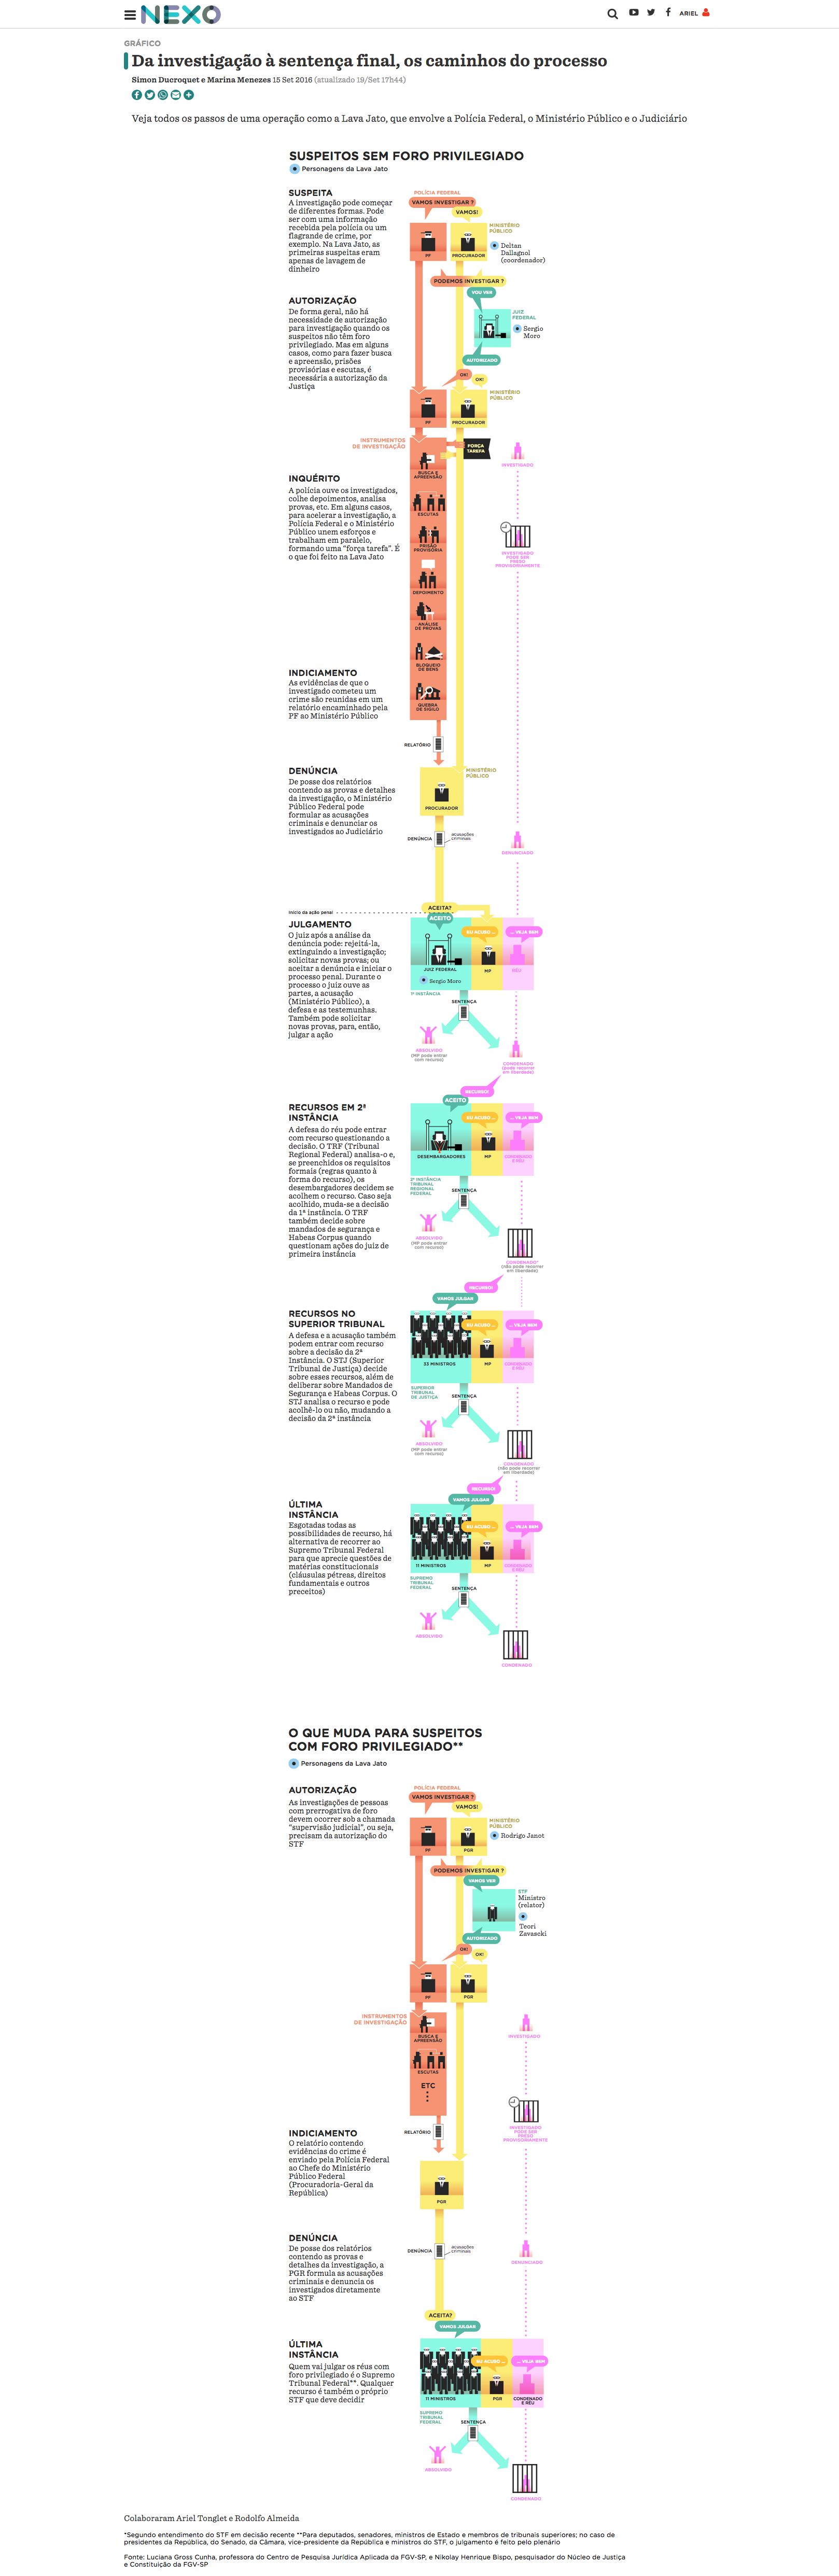 NEXO
ARIEL
GRÁFICO
Da investigação à sentença final, os caminhos do processo
Simon Ducroquet e Marina Menezes 15 Set 2016 (atualizado 19/Set 17h44)
Veja todos os passos de uma operação como a Lava Jato, que envolve a Polícia Federal, o Ministério Público e o Judiciário
SUSPEITOS SEM FORO PRIVILEGIADO
Personagens da Lava Jato
SUSPEITA
A investigação pode começar
de diferentes formas. Pode
ser com uma informação
recebida pela polícia ou um
flagrante de crime, por
exemplo. Na Lava Jato, as
primeiras suspeitas eram
apenas de lavagem de
dinheiro
POLÍCIA FEDERAL
VAMOS INVESTIGAR ?
VAMOS!
MINISTÉRIO
PÚBLICO
Deltan
Dallagnol
(coordenador)
PF
PROCURADOR
PODEMOS INVESTIGAR ?
VOU VER
AUTORIZAÇÃO
De forma geral, não há
necessidade de autorização
para investigação quando os
suspeitos não têm foro
privilegiado. Mas em alguns
casos, como para fazer busca
e apreensão, prisões
provisórias e escutas, é
necessária a autorização da
Justiça
JUIZ
FEDERAL
Sergio
Moro
AUTORIZADO
OK!
OK!
MINISTÉRIO
PÚBLICO
PF
PROCURADOR
INSTRUMENTOS
DE INVESTIGAÇÃO
FORÇA
TAREFA
INVESTIGADO
BUSCA E
APREENSÃO
INQUÉRITO
A polícia ouve os investigados,
colhe depoimentos, analisa
provas, etc. Em alguns casos,
para acelerar a investigação, a
Polícia Federal e o Ministério
Público unem esforços e
trabalham em paralelo,
formando uma “força tarefa”. É
o que foi feito na Lava Jato
ESCUTAS
PRISÃO
PROVISÓRIA
INVESTIGADO
PODE SER
PRESO
PROVISORIAMENTE
DEPOIMENTO
ANÁLISE
DE PROVAS
BLOQUEIO
DE BENS
QUEBRA
DE SIGILO
INDICIAMENTO
As evidências de que o
investigado cometeu um
crime são reunidas em um
relatório encaminhado pela
PF ao Ministério Público
RELATÓRIO
DENÚNCIA
De posse dos relatórios
contendo as provas e detalhes
da investigação, o Ministério
Público Federal pode
formular as acusações
criminais e denunciar os
investigados ao Judiciário
MINISTÉRIO
PÚBLICO
PROCURADOR
DENÚNCIA
acusações
criminais
DENUNCIADO
ACEITA?
Início da ação penal
ACEITO
JULGAMENTO
O juiz após a análise da
denúncia pode: rejeitá-la,
extinguindo a investigação;
solicitar novas provas; ou
aceitar a denúncia e iniciar o
processo penal. Durante o
processo o juiz ouve as
partes, a acusação
(Ministério Público), a
defesa e as testemunhas.
Também pode solicitar
novas provas, para, então,
julgar a ação
EU ACUSO ...
... VEJA BEM
JUIZ FEDERAL
MP
RÉU
Sergio Moro
1ª INSTÂNCIA
SENTENÇA
ABSOLVIDO
(MP pode entrar
com recurso)
CONDENADO
(pode recorrer
em liberdade)
RECURSO!
ACEITO
RECURSOS EM 2ª
INSTÂNCIA
A defesa do réu pode entrar
com recurso questionando a
decisão. O TRF (Tribunal
Regional Federal) analisa-o e,
se preenchidos os requisitos
formais (regras quanto à
forma do recurso), os
desembargadores decidem se
acolhem o recurso. Caso seja
acolhido, muda-se a decisão
da 1ª instância. O TRF
também decide sobre
mandados de segurança e
Habeas Corpus quando
questionam ações do juiz de
primeira instância
EU ACUSO ...
... VEJA BEM
DESEMBARGADORES
MP
CONDENADO
E RÉU
2ª INSTÂNCIA
TRIBUNAL
REGIONAL
FEDERAL
SENTENÇA
ABSOLVIDO
(MP pode entrar
com recurso)
CONDENADO*
(não pode recorrer
em liberdade)
RECURSO!
VAMOS JULGAR
RECURSOS NO
SUPERIOR TRIBUNAL
A defesa e a acusação também
podem entrar com recurso
sobre a decisão da 2ª
Instância. O STJ (Superior
Tribunal de Justiça) decide
sobre esses recursos, além de
deliberar sobre Mandados de
Segurança e Habeas Corpus. O
STJ analisa o recurso e pode
acolhê-lo ou não, mudando a
decisão da 2ª instância
EU ACUSO ...
... VEJA BEM
33 MINISTROS
MP
CONDENADO
E RÉU
SUPERIOR
TRIBUNAL
DE JUSTIÇA
SENTENÇA
ABSOLVIDO
(MP pode entrar
com recurso)
CONDENADO
(não pode recorrer
em liberdade)
RECURSO!
VAMOS JULGAR
ÚLTIMA
INSTÂNCIA
Esgotadas todas as
possibilidades de recurso, há
alternativa de recorrer ao
Supremo Tribunal Federal
para que aprecie questões de
matérias constitucionais
(cláusulas pétreas, direitos
fundamentais e outros
preceitos)
EU ACUSO ...
... VEJA BEM
11 MINISTROS
MP
CONDENADO
E RÉU
SUPREMO
TRIBUNAL
FEDERAL
SENTENÇA
ABSOLVIDO
CONDENADO
O QUE MUDA PARA SUSPEITOS
COM FORO PRIVILEGIADO**
Personagens da Lava Jato
AUTORIZAÇÃO
As investigações de pessoas
com prerrogativa de foro
devem ocorrer sob a chamada
“supervisão judicial”, ou seja,
precisam da autorização do
STF
POLÍCIA FEDERAL
VAMOS INVESTIGAR ?
VAMOS!
MINISTÉRIO
PÚBLICO
Rodrigo Janot
PF
PGR
PODEMOS INVESTIGAR ?
VAMOS VER
STF
Ministro
(relator)
Teori
Zavascki
AUTORIZADO
OK!
OK!
PF
PGR
INSTRUMENTOS
DE INVESTIGAÇÃO
BUSCA E
APREENSÃO
INVESTIGADO
ESCUTAS
ETC
INVESTIGADO
PODE SER
PRESO
PROVISORIAMENTE
INDICIAMENTO
O relatório contendo
evidências do crime é
enviado pela Polícia Federal
ao Chefe do Ministério
Público Federal
(Procuradoria-Geral da
República)
RELATÓRIO
PGR
DENÚNCIA
De posse dos relatórios
contendo as provas e
detalhes da investigação, a
PGR formula as acusações
criminais e denuncia os
investigados diretamente
ao STF
DENÚNCIA
acusações
criminais
DENUNCIADO
ACEITA?
VAMOS JULGAR
ÚLTIMA
INSTÂNCIA
Quem vai julgar os réus com
foro privilegiado é o Supremo
Tribunal Federal**. Qualquer
recurso é também o próprio
STF que deve decidir
EU ACUSO ...
... VEJA BEM
11 MINISTROS
PGR
CONDENADO
E RÉU
SUPREMO
TRIBUNAL
FEDERAL
SENTENÇA
ABSOLVIDO
CONDENADO
Colaboraram Ariel Tonglet e Rodolfo Almeida
*Segundo entendimento do STF em decisão recente **Para deputados, senadores, ministros de Estado e membros de tribunais superiores; no caso de
presidentes da República, do Senado, da Câmara, vice-presidente da República e ministros do STF, o julgamento é feito pelo plenário
Fonte: Luciana Gross Cunha, professora do Centro de Pesquisa Jurídica Aplicada da FGV-SP, e Nikolay Henrique Bispo, pesquisador do Núcleo de Justiça
e Constituição da FGV-SP